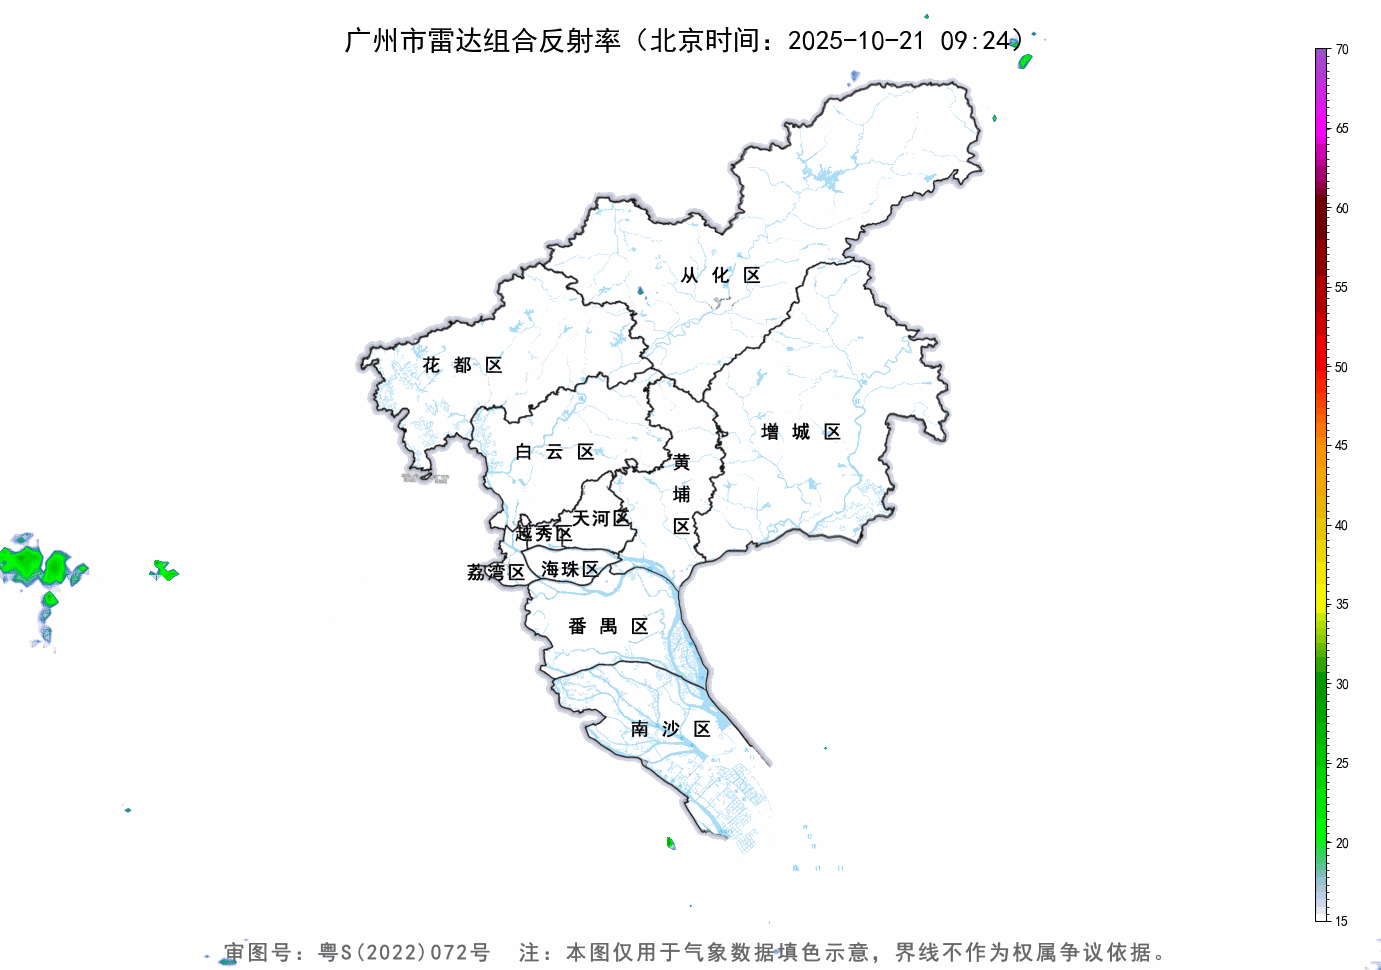 广州市雷达组合反射率（北京时间：2025-10-21 09:24）
70
65
60
55
50
45
40
35
30
25
20
15
从化区
花都区
增城区
白云区
黄埔区
天河区
越秀区
荔湾区
海珠区
番禺区
南沙区
审图号：粤S(2022)072号 注：本图仅用于气象数据填色示意，界线不作为权属争议依据。